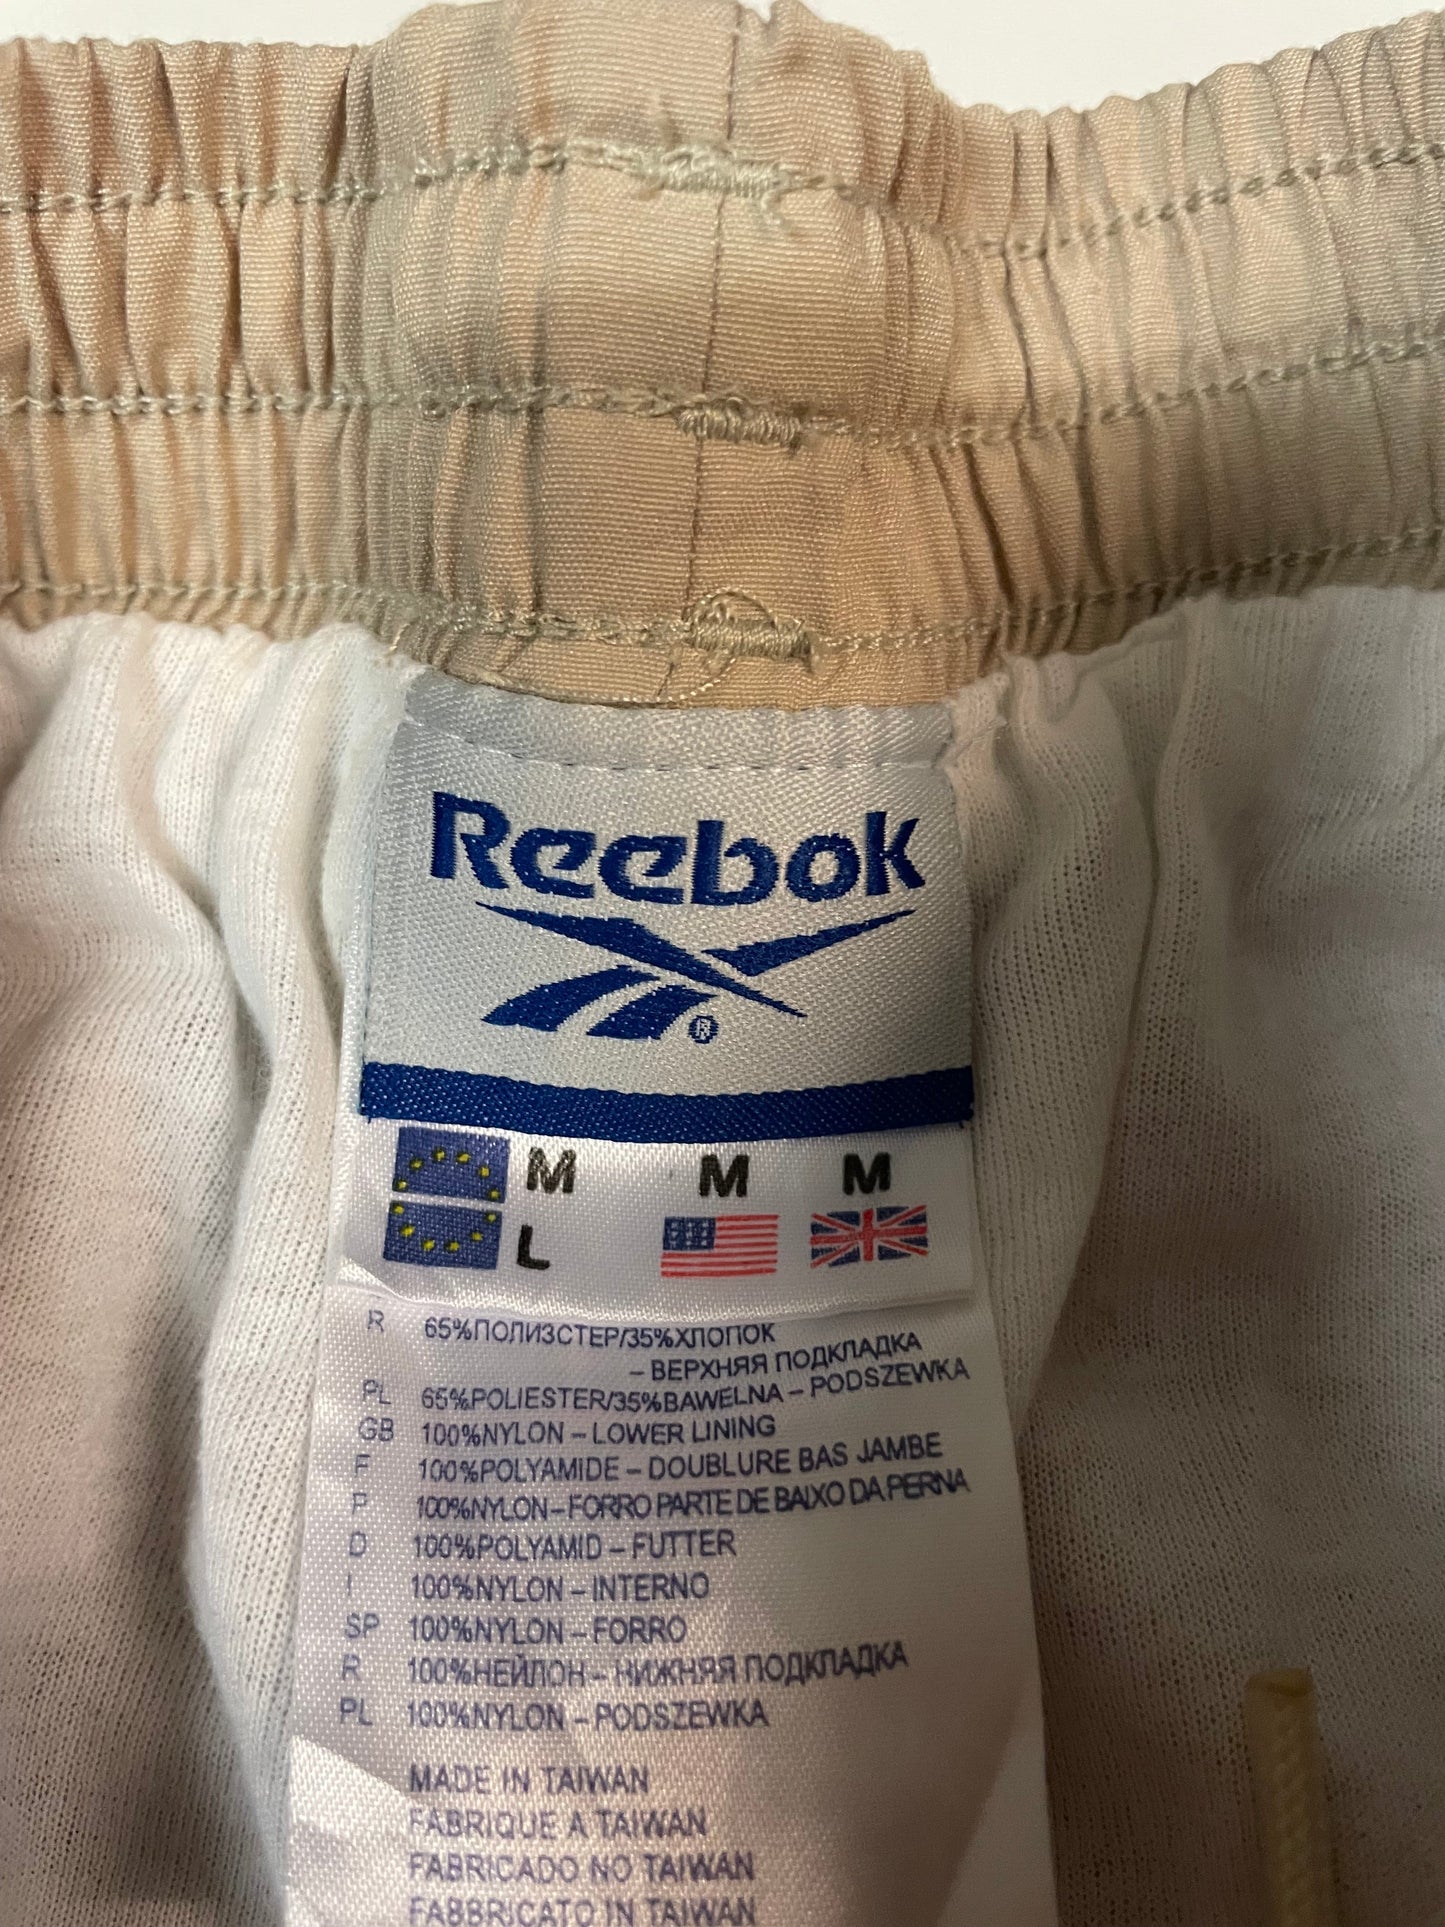 Reebok
®
M M M
L
R 65%ПОЛИЗСТЕР/35%ХЛОПОК
– ВЕРХНЯЯ ПОДКЛАДКА
PL 65%POLIESTER/35%BAWELNA – PODSZEWKA
GB 100%NYLON – LOWER LINING
F 100%POLYAMIDE – DOUBLURE BAS JAMBE
P 100%NYLON – FORRO PARTE DE BAIXO DA PERNA
D 100%POLYAMID – FUTTER
I 100%NYLON – INTERNO
SP 100%NYLON – FORRO
R 100%НЕЙЛОН – НИЖНЯЯ ПОДКЛАДКА
PL 100%NYLON – PODSZEWKA
MADE IN TAIWAN
FABRIQUE A TAIWAN
FABRICADO NO TAIWAN
FABBRICATO IN TAIWAN